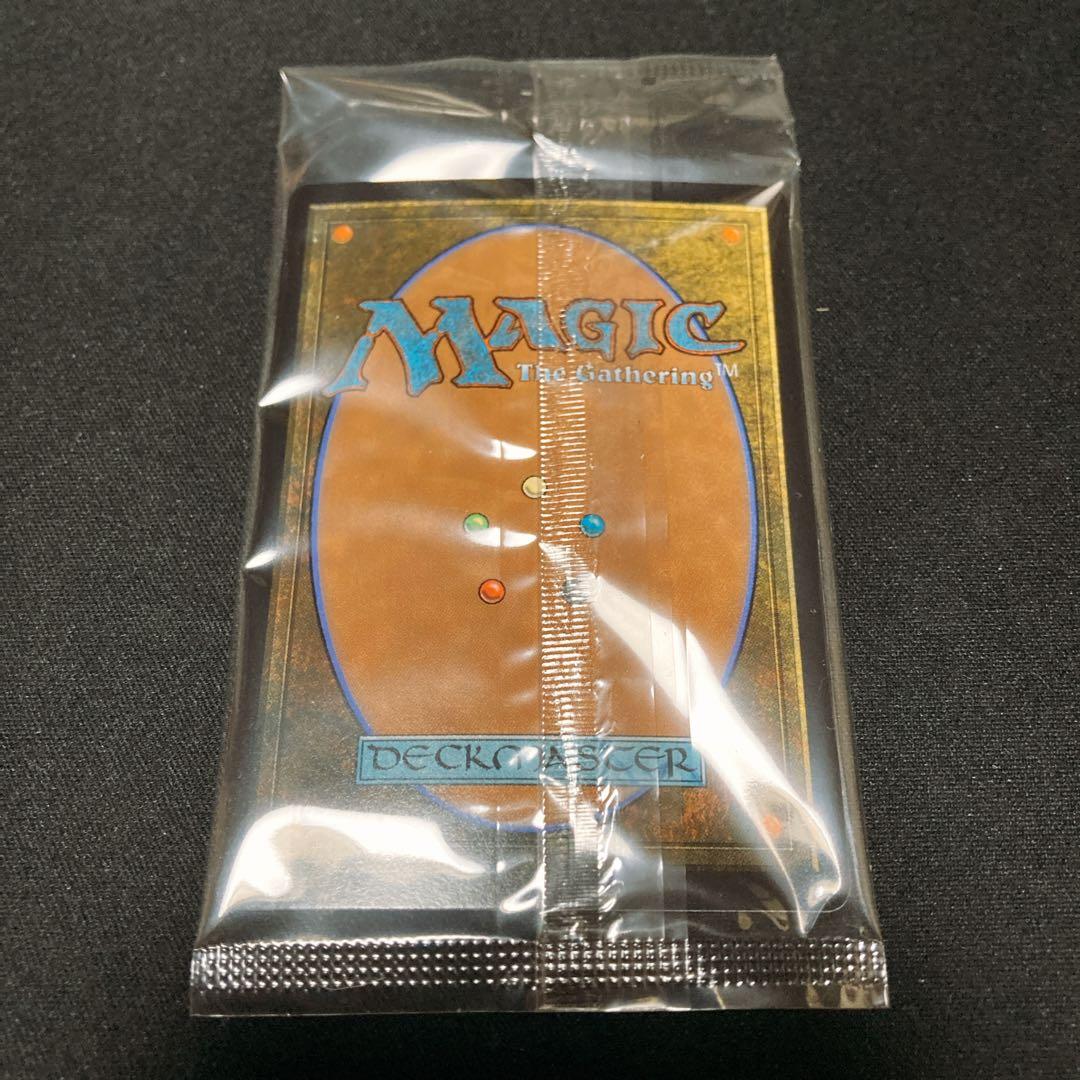 MAGIC
The Gathering™
DECKMASTER